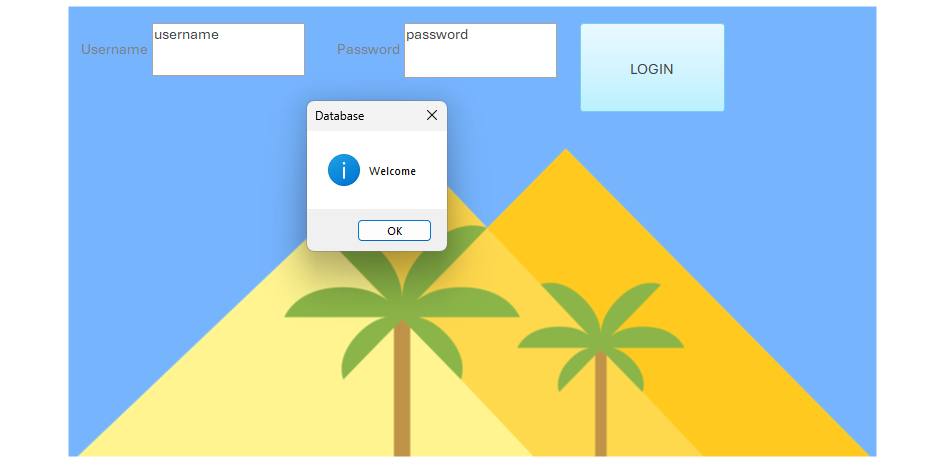 Username
username
Password
password
LOGIN
Database
Welcome
OK